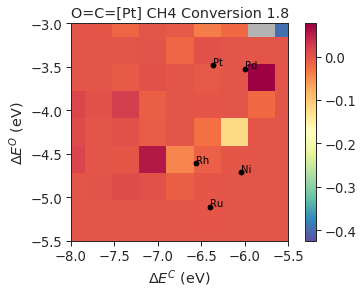 O=C=[Pt] CH4 Conversion 1.8
−3.0
−3.5
−4.0
−4.5
−5.0
−5.5
ΔE^O (eV)
−8.0 −7.5 −7.0 −6.5 −6.0 −5.5
ΔE^C (eV)
Pt
Pd
Rh
Ni
Ru
0.0
−0.1
−0.2
−0.3
−0.4